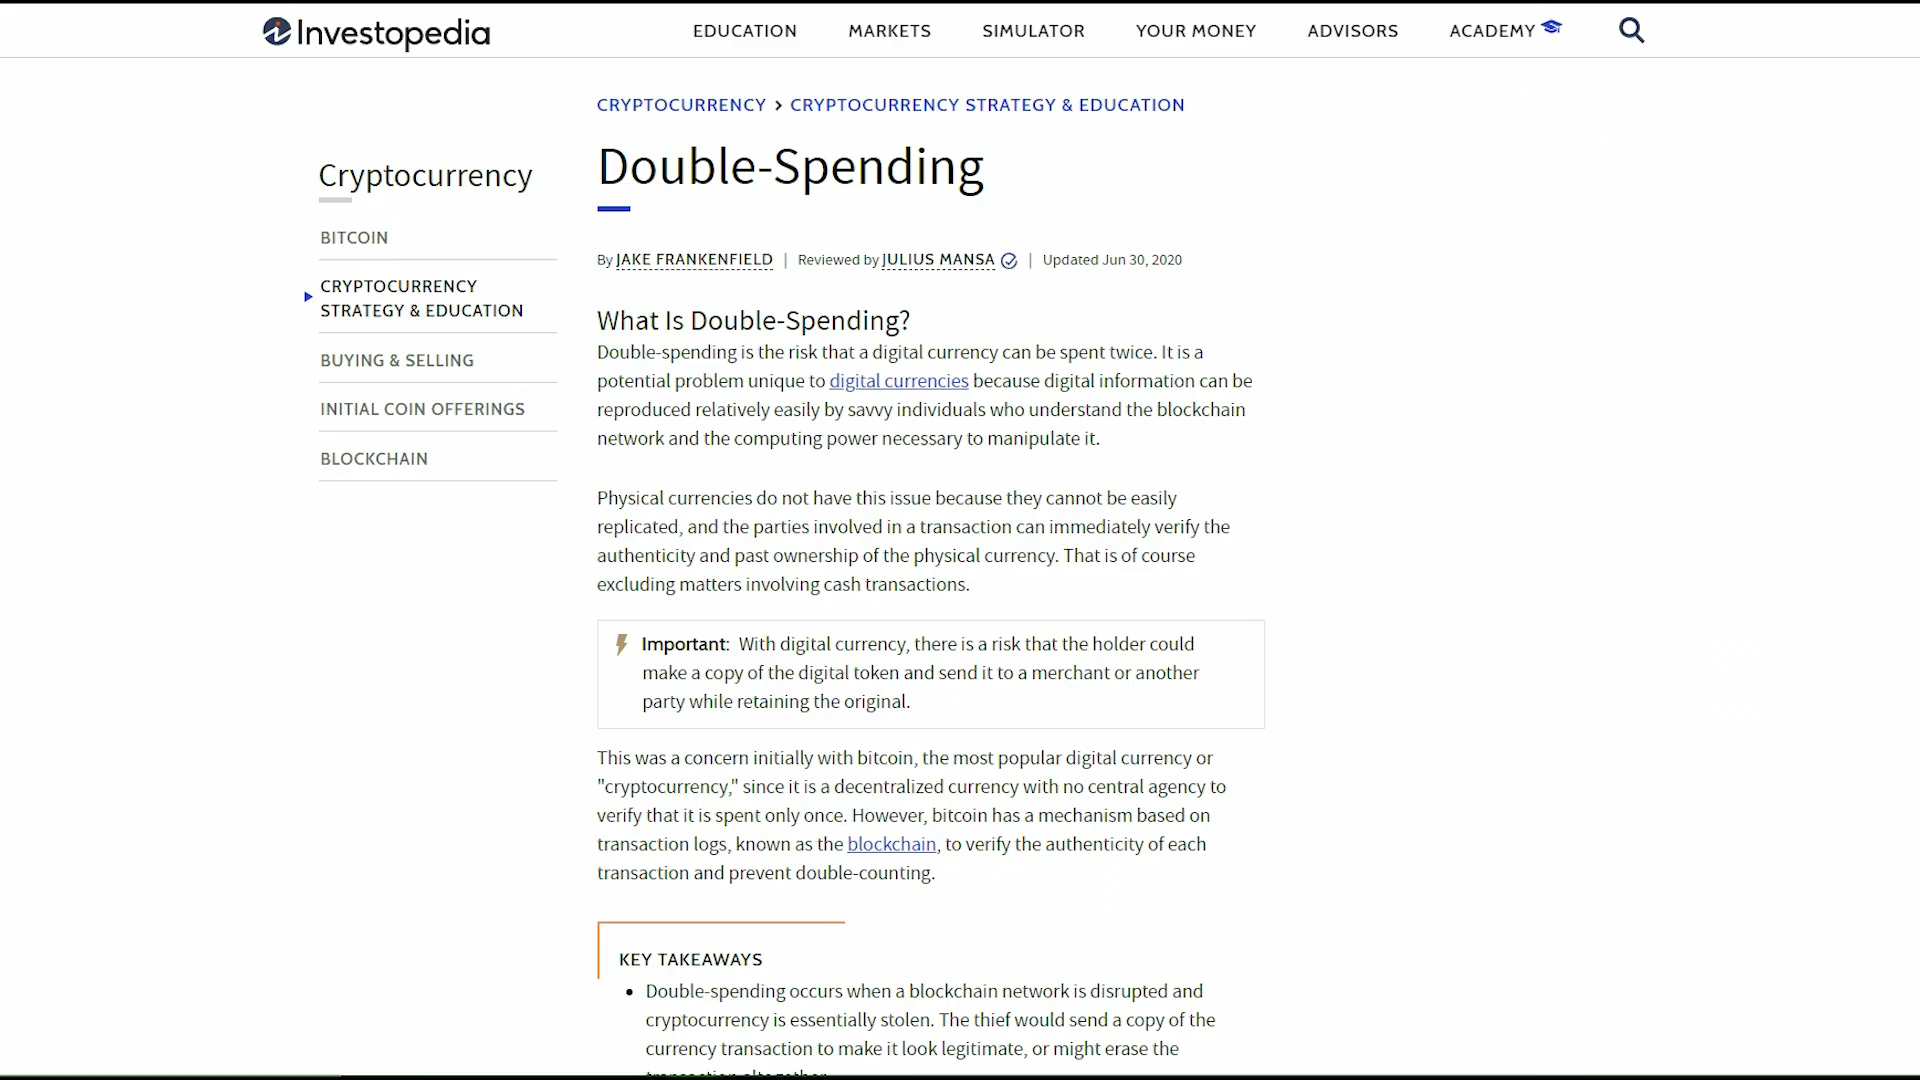 Investopedia
EDUCATION MARKETS SIMULATOR YOUR MONEY ADVISORS ACADEMY
CRYPTOCURRENCY > CRYPTOCURRENCY STRATEGY & EDUCATION
Cryptocurrency
BITCOIN
CRYPTOCURRENCY
STRATEGY & EDUCATION
BUYING & SELLING
INITIAL COIN OFFERINGS
BLOCKCHAIN
Double-Spending
By JAKE FRANKENFIELD | Reviewed by JULIUS MANSA | Updated Jun 30, 2020
What Is Double-Spending?
Double-spending is the risk that a digital currency can be spent twice. It is a
potential problem unique to digital currencies because digital information can be
reproduced relatively easily by savvy individuals who understand the blockchain
network and the computing power necessary to manipulate it.
Physical currencies do not have this issue because they cannot be easily
replicated, and the parties involved in a transaction can immediately verify the
authenticity and past ownership of the physical currency. That is of course
excluding matters involving cash transactions.
Important: With digital currency, there is a risk that the holder could
make a copy of the digital token and send it to a merchant or another
party while retaining the original.
This was a concern initially with bitcoin, the most popular digital currency or
"cryptocurrency," since it is a decentralized currency with no central agency to
verify that it is spent only once. However, bitcoin has a mechanism based on
transaction logs, known as the blockchain, to verify the authenticity of each
transaction and prevent double-counting.
KEY TAKEAWAYS
• Double-spending occurs when a blockchain network is disrupted and
cryptocurrency is essentially stolen. The thief would send a copy of the
currency transaction to make it look legitimate, or might erase the
transaction altogether.